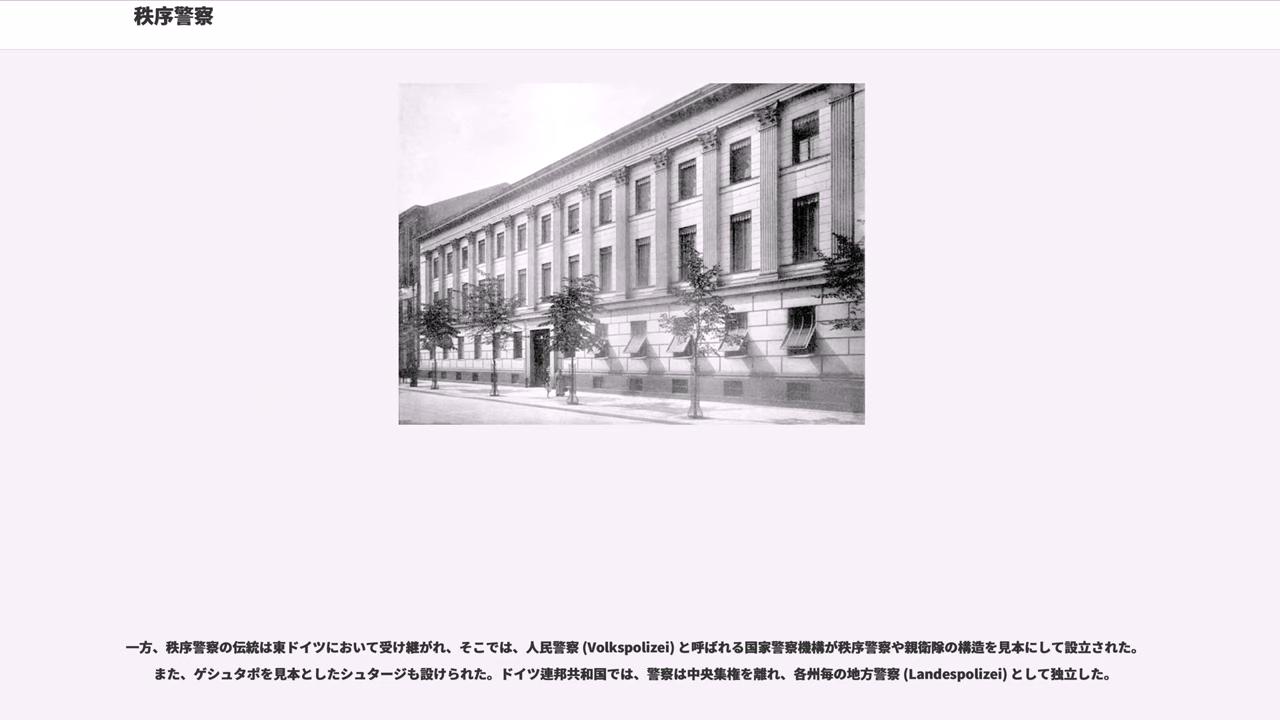 秩序警察
一方、秩序警察の伝統は東ドイツにおいて受け継がれ、そこでは、人民警察 (Volkspolizei) と呼ばれる国家警察機構が秩序警察や親衛隊の構造を見本にして設立された。
また、ゲシュタポを見本としたシュタージも設けられた。ドイツ連邦共和国では、警察は中央集権を離れ、各州毎の地方警察 (Landespolizei) として独立した。